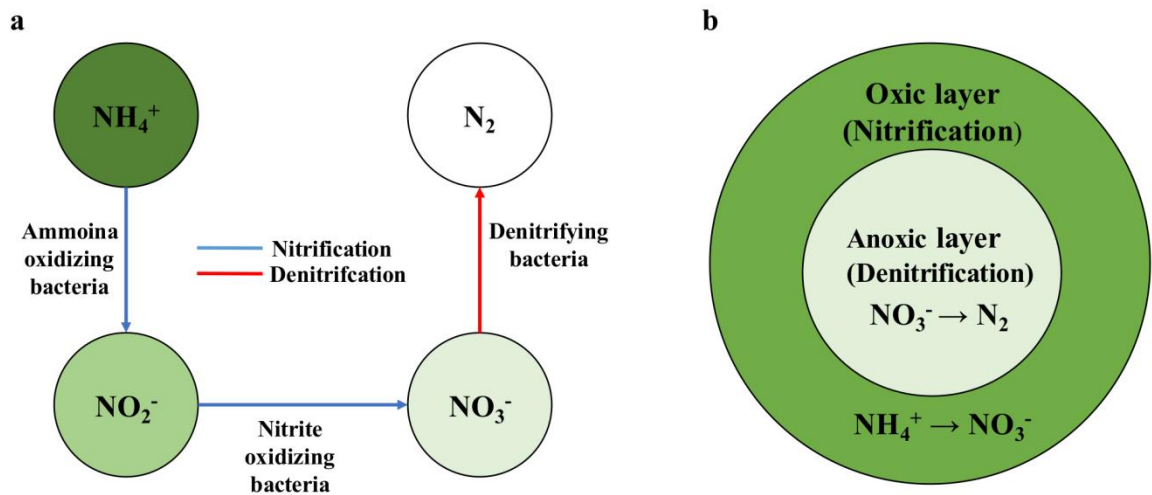 a
NH₄⁺
N₂
Ammoina
oxidizing
bacteria
Nitrification
Denitrifcation
Denitrifying
bacteria
NO₂⁻
NO₃⁻
Nitrite
oxidizing
bacteria
b
Oxic layer
(Nitrification)
Anoxic layer
(Denitrification)
NO₃⁻ → N₂
NH₄⁺ → NO₃⁻